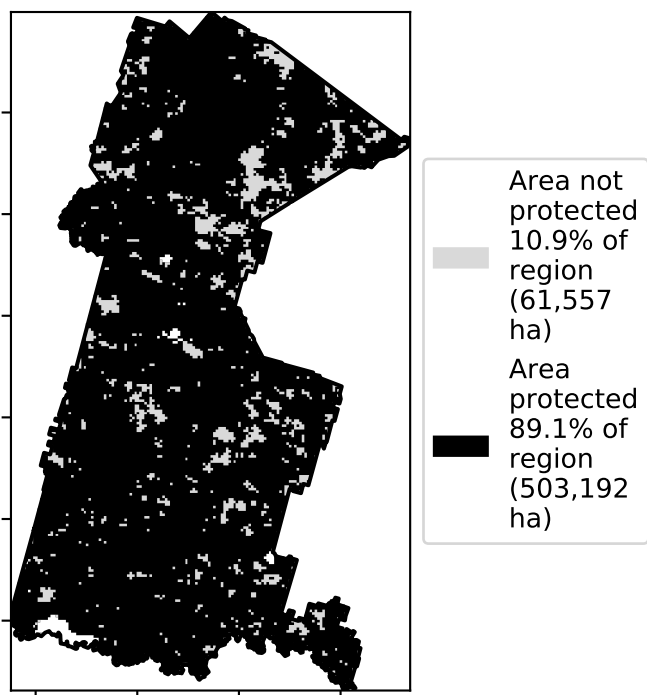 Area not
protected
10.9% of
region
(61,557
ha)
Area
protected
89.1% of
region
(503,192
ha)